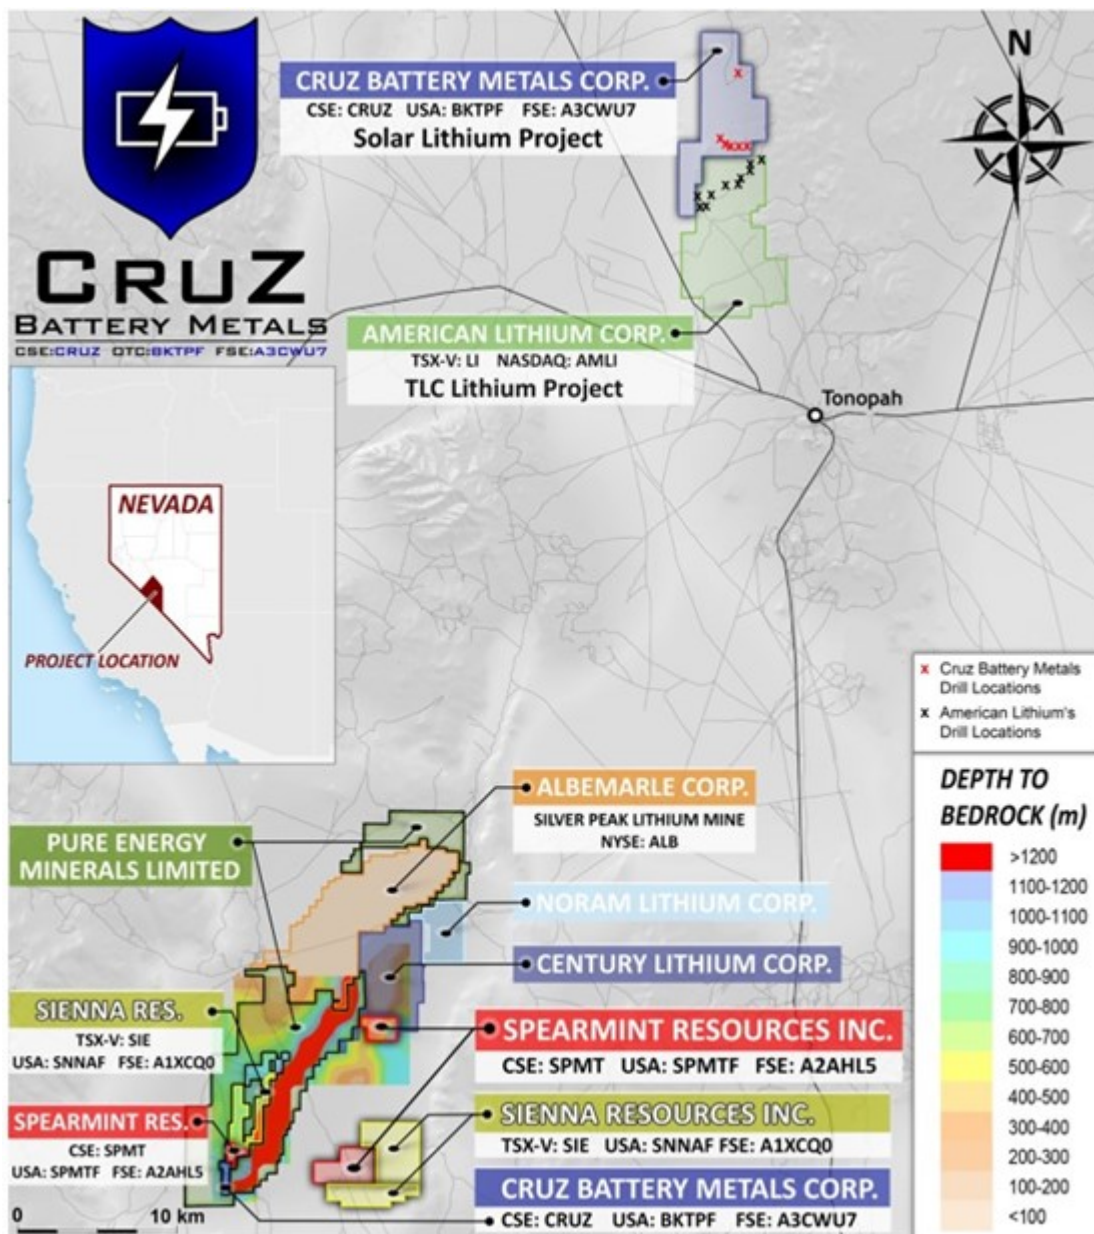 CRUZ BATTERY METALS CORP.
CSE: CRUZ USA: BKTPF FSE: A3CWU7
Solar Lithium Project
N
CRUZ
BATTERY METALS
CSE:CRUZ OTC:BKTPF FSE:A3CWU7
AMERICAN LITHIUM CORP.
TSX-V: LI NASDAQ: AMLI
TLC Lithium Project
Tonopah
NEVADA
PROJECT LOCATION
x Cruz Battery Metals
Drill Locations
x American Lithium's
Drill Locations
DEPTH TO
BEDROCK (m)
>1200
1100-1200
1000-1100
900-1000
800-900
700-800
600-700
500-600
400-500
300-400
200-300
100-200
<100
ALBEMARLE CORP.
SILVER PEAK LITHIUM MINE
NYSE: ALB
PURE ENERGY
MINERALS LIMITED
NORAM LITHIUM CORP.
CENTURY LITHIUM CORP.
SIENNA RES.
TSX-V: SIE
USA: SNNAF FSE: A1XCQ0
SPEARMINT RESOURCES INC.
CSE: SPMT USA: SPMTF FSE: A2AHL5
SPEARMINT RES.
CSE: SPMT
USA: SPMTF FSE: A2AHL5
SIENNA RESOURCES INC.
TSX-V: SIE USA: SNNAF FSE: A1XCQ0
CRUZ BATTERY METALS CORP.
CSE: CRUZ USA: BKTPF FSE: A3CWU7
0 10 km